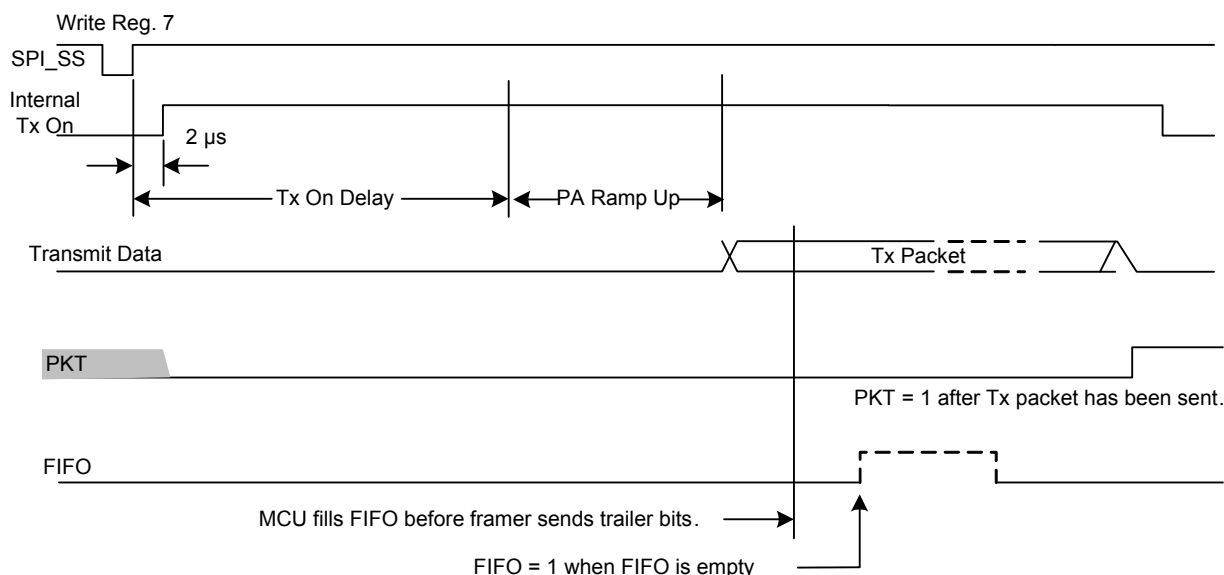 Write Reg. 7
SPI_SS
Internal
Tx On
2 µs
Tx On Delay
PA Ramp Up
Transmit Data
Tx Packet
PKT
PKT = 1 after Tx packet has been sent.
FIFO
MCU fills FIFO before framer sends trailer bits.
FIFO = 1 when FIFO is empty